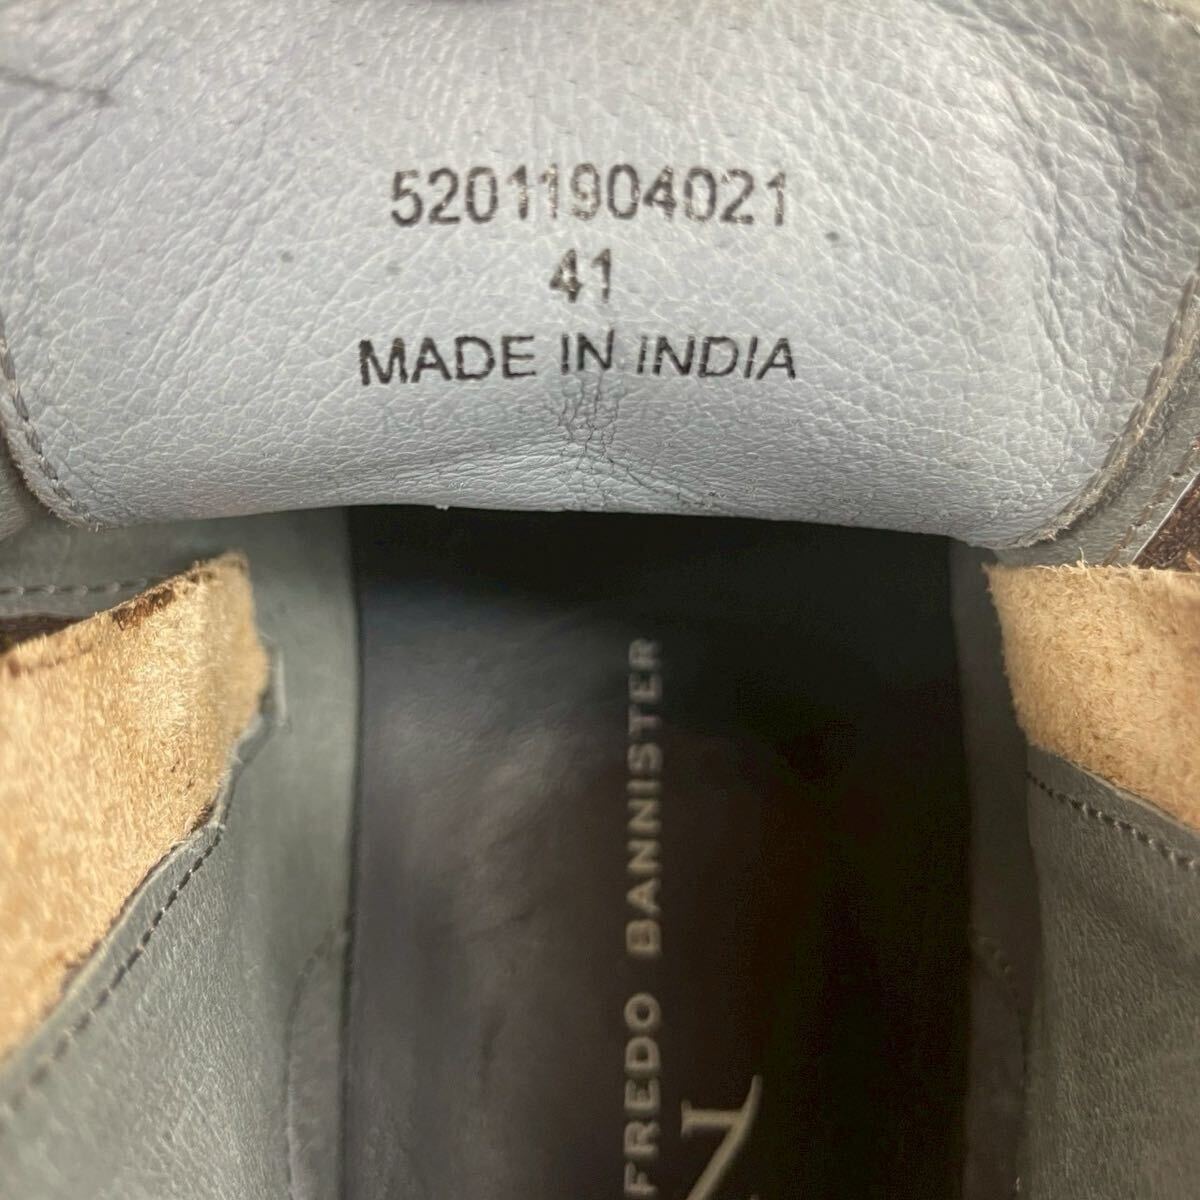 52011904021
41
MADE IN INDIA
FREDO BANNISTER